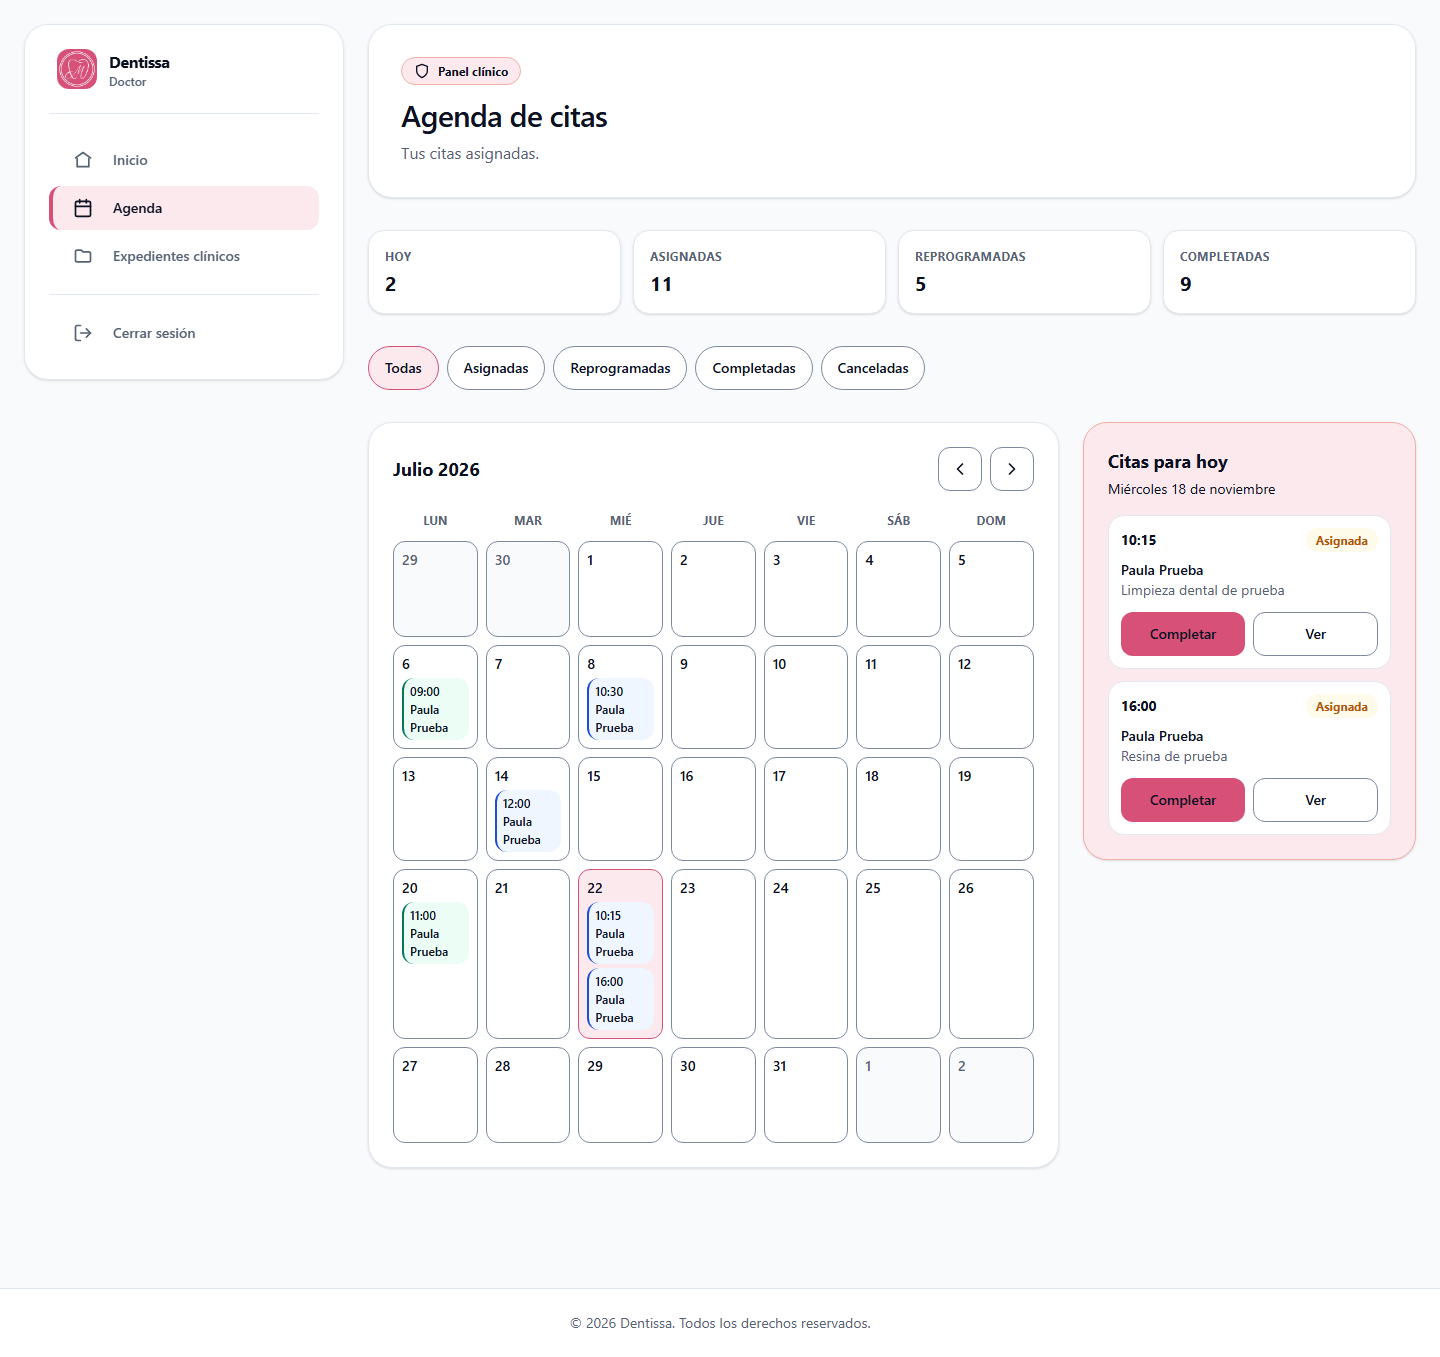 Dentissa
Doctor
Inicio
Agenda
Expedientes clínicos
Cerrar sesión
Panel clínico
Agenda de citas
Tus citas asignadas.
HOY
2
ASIGNADAS
11
REPROGRAMADAS
5
COMPLETADAS
9
Todas
Asignadas
Reprogramadas
Completadas
Canceladas
Julio 2026
LUN MAR MIÉ JUE VIE SÁB DOM
29 30 1 2 3 4 5
6 7 8 9 10 11 12
09:00 10:30
Paula Paula
Prueba Prueba
13 14 15 16 17 18 19
12:00
Paula
Prueba
20 21 22 23 24 25 26
11:00 10:15
Paula Paula
Prueba Prueba
16:00
Paula
Prueba
27 28 29 30 31 1 2
Citas para hoy
Miércoles 18 de noviembre
10:15 Asignada
Paula Prueba
Limpieza dental de prueba
Completar Ver
16:00 Asignada
Paula Prueba
Resina de prueba
Completar Ver
© 2026 Dentissa. Todos los derechos reservados.